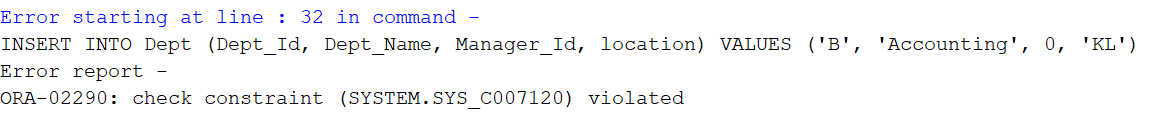 Error starting at line : 32 in command -
INSERT INTO Dept (Dept_Id, Dept_Name, Manager_Id, location) VALUES ('B', 'Accounting', 0, 'KL')
Error report -
ORA-02290: check constraint (SYSTEM.SYS_C007120) violated